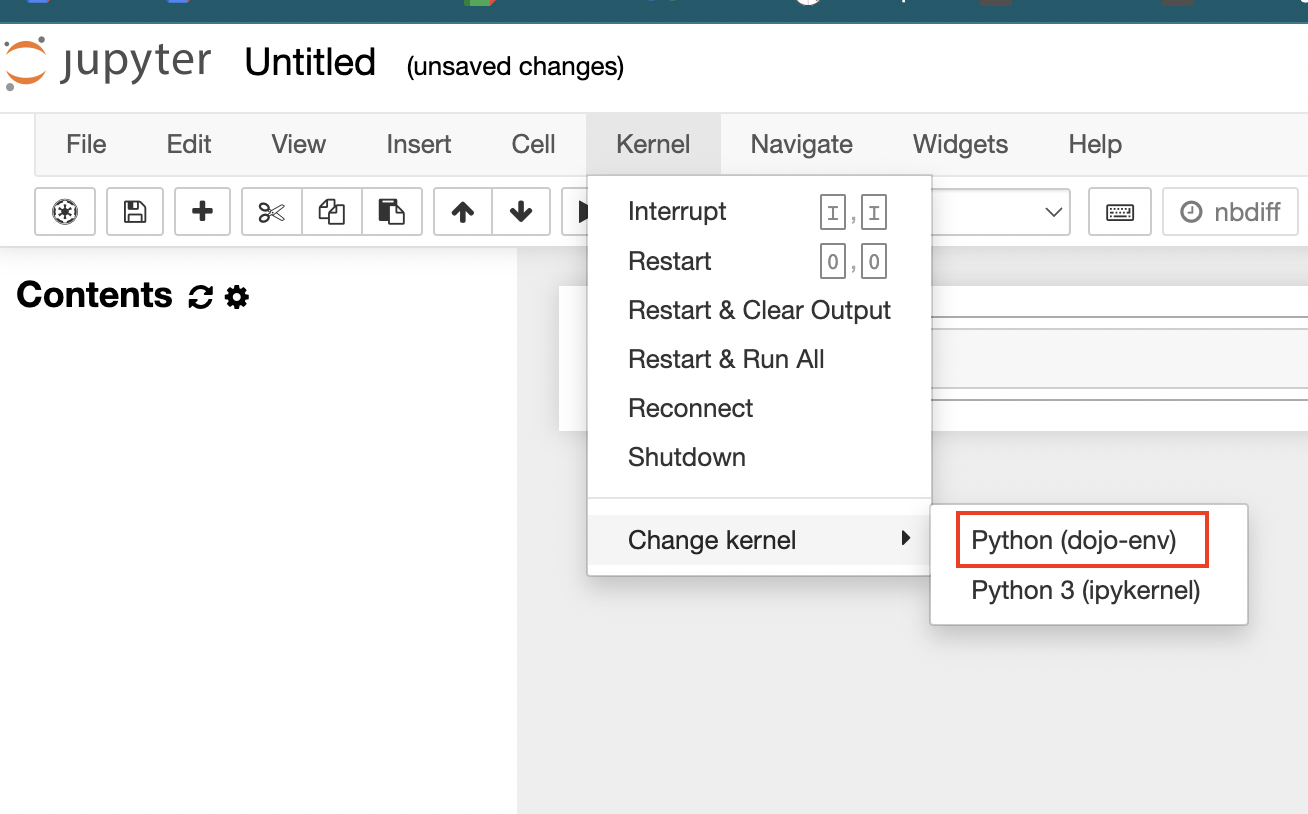 jupyter Untitled (unsaved changes)
File Edit View Insert Cell Kernel Navigate Widgets Help
nbdiff
Contents
Interrupt I , I
Restart 0 , 0
Restart & Clear Output
Restart & Run All
Reconnect
Shutdown
Change kernel
Python (dojo-env)
Python 3 (ipykernel)